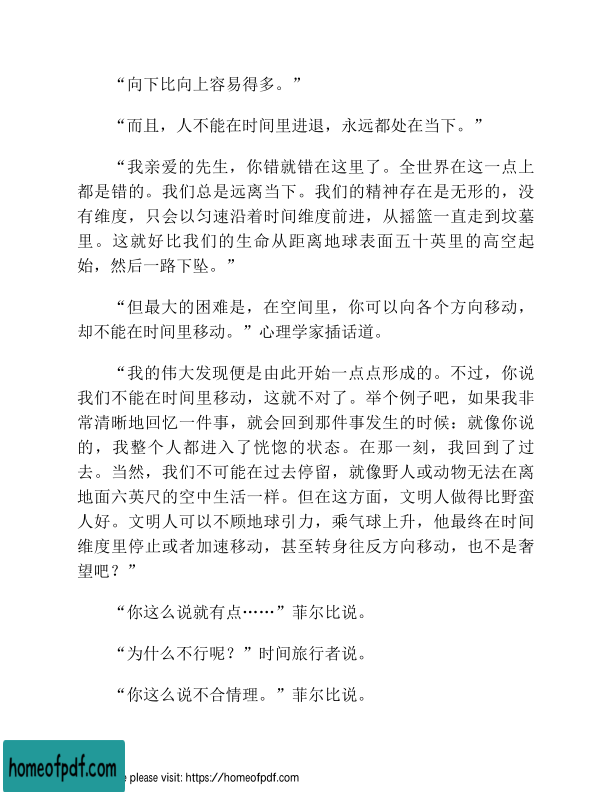 “向下比向上容易得多。”
“而且，人不能在时间里进退，永远都处在当下。”
“我亲爱的先生，你错就错在这里了。全世界在这一点上
都是错的。我们总是远离当下。我们的精神存在是无形的，没
有维度，只会以匀速沿着时间维度前进，从摇篮一直走到坟墓
里。这就好比我们的生命从距离地球表面五十英里的高空起
始，然后一路下坠。”
“但最大的困难是，在空间里，你可以向各个方向移动，
却不能在时间里移动。”心理学家插话道。
“我的伟大发现便是由此开始一点点形成的。不过，你说
我们不能在时间里移动，这就不对了。举个例子吧，如果我非
常清晰地回忆一件事，就会回到那件事发生的时候：就像你说
的，我整个人都进入了恍惚的状态。在那一刻，我回到了过
去。当然，我们不可能在过去停留，就像野人或动物无法在离
地面六英尺的空中生活一样。但在这方面，文明人做得比野蛮
人好。文明人可以不顾地球引力，乘气球上升，他最终在时间
维度里停止或者加速移动，甚至转身往反方向移动，也不是奢
望吧？”
“你这么说就有点……”菲尔比说。
“为什么不行呢？”时间旅行者说。
“你这么说不合情理。”菲尔比说。
homeofpdf.com
e please visit: https://homeofpdf.com